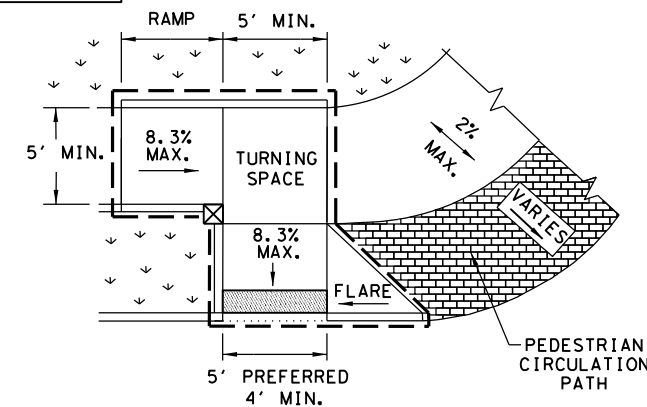 RAMP
5' MIN.
5' MIN.
8.3%
MAX.
TURNING
SPACE
2%
MAX.
VARIES
8.3%
MAX.
FLARE
PEDESTRIAN
CIRCULATION
PATH
5' PREFERRED
4' MIN.